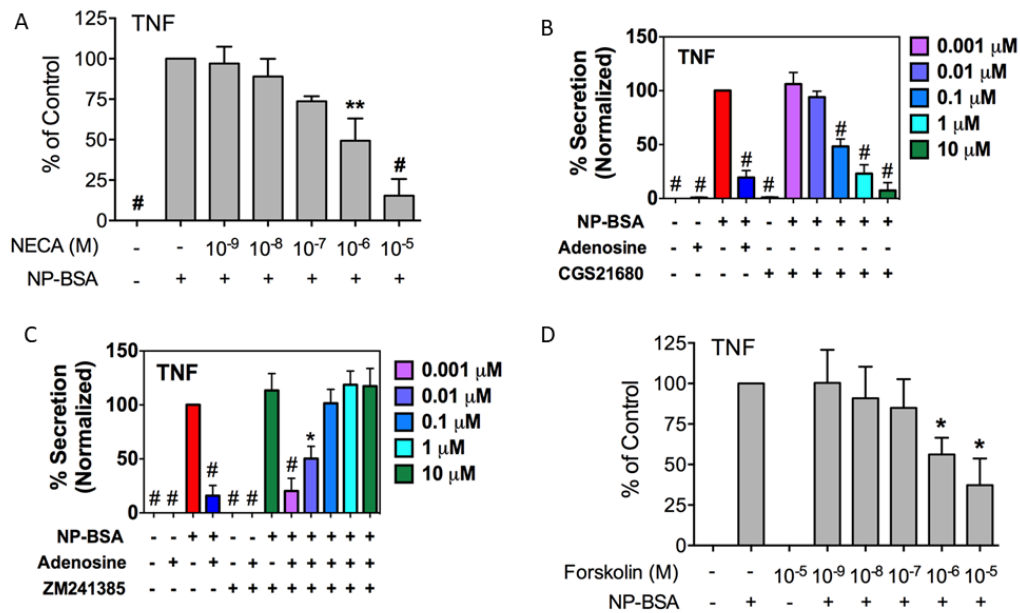 A
TNF
125
100
75
50
25
0
% of Control
#
**
#
NECA (M) - - 10-9 10-8 10-7 10-6 10-5
NP-BSA - + + + + + +
B
TNF
150
100
50
0
% Secretion
(Normalized)
# # # # # # #
0.001 μM
0.01 μM
0.1 μM
1 μM
10 μM
NP-BSA - - + + - + + + + +
Adenosine - + - + - - - - - -
CGS21680 - - - - + + + + + +
C
TNF
150
100
50
0
% Secretion
(Normalized)
# # # # # # *
0.001 μM
0.01 μM
0.1 μM
1 μM
10 μM
NP-BSA - - + + - - + + + + + +
Adenosine - + - + - + - + + + + +
ZM241385 - - - - + + + + + + + +
D
TNF
125
100
75
50
25
0
% of Control
* *
Forskolin (M) - - 10-5 10-9 10-8 10-7 10-6 10-5
NP-BSA - + - + + + + +